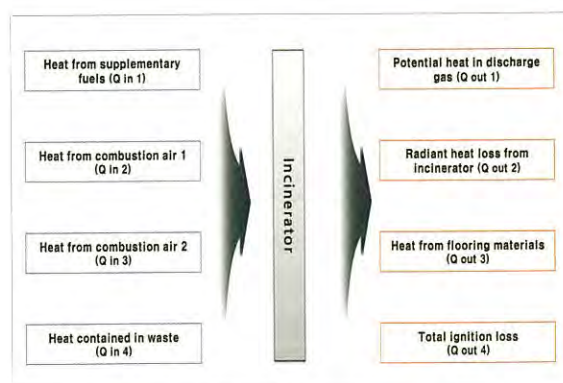 Heat from supplementary
fuels (Q in 1)
Heat from combustion air 1
(Q in 2)
Heat from combustion air 2
(Q in 3)
Heat contained in waste
(Q in 4)
Incinerator
Potential heat in discharge
gas (Q out 1)
Radiant heat loss from
incinerator (Q out 2)
Heat from flooring materials
(Q out 3)
Total ignition loss
(Q out 4)